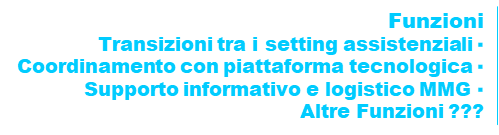 Funzioni
Transizioni tra i setting assistenziali ▪
Coordinamento con piattaforma tecnologica ▪
Supporto informativo e logistico MMG ▪
Altre Funzioni ???